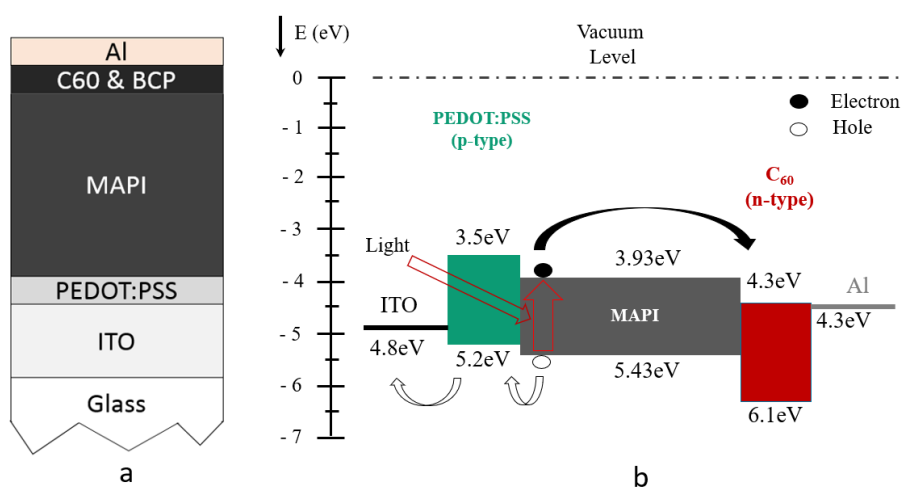 Al
C60 & BCP
MAPI
PEDOT:PSS
ITO
Glass
a
E (eV)
Vacuum
Level
0
- 1
- 2
- 3
- 4
- 5
- 6
- 7
Electron
Hole
PEDOT:PSS
(p-type)
C₆₀
(n-type)
Light
3.5eV
3.93eV
4.3eV
ITO
MAPI
Al
4.8eV
5.2eV
5.43eV
4.3eV
6.1eV
b